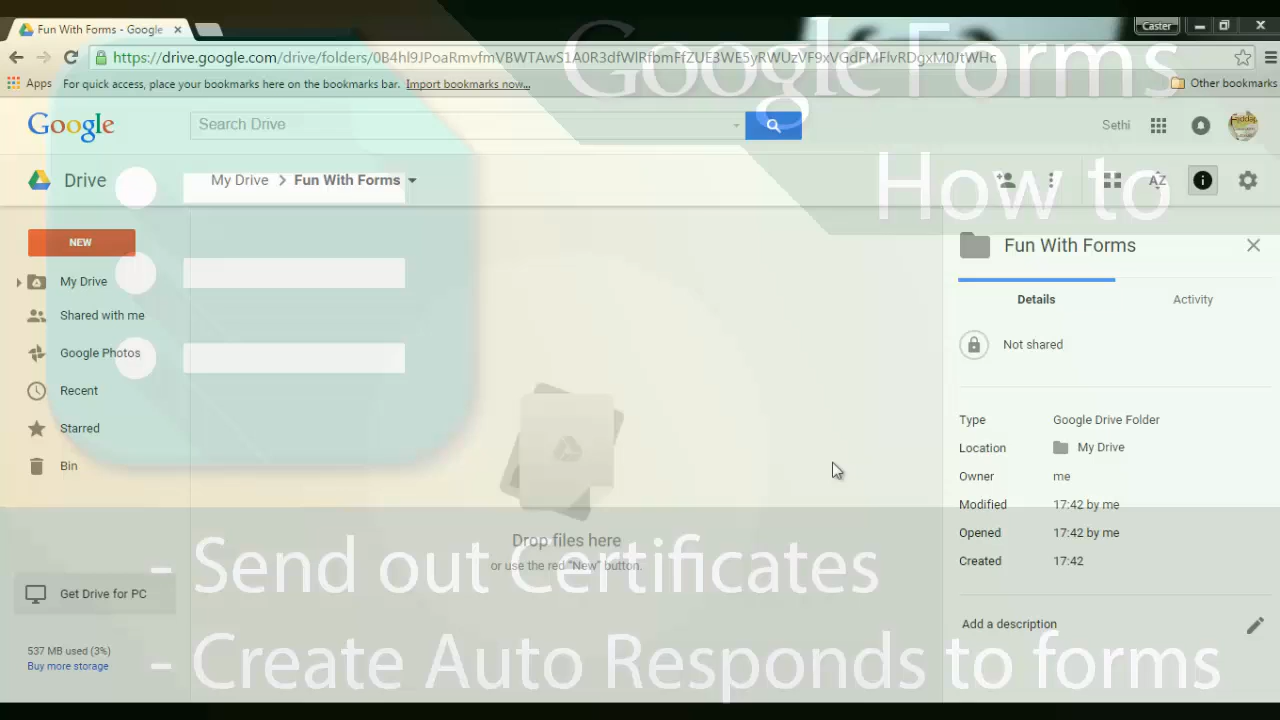 Fun With Forms - Google
Caster
https://drive.google.com/drive/folders/
Apps
For quick access, place your bookmarks here on the bookmarks bar.
Import bookmarks now...
Other bookmarks
Google Forms
Google
Search Drive
Sethi
How to
Drive
My Drive
Fun With Forms
AZ
NEW
Fun With Forms
My Drive
Details
Activity
Shared with me
Not shared
Google Photos
Recent
Starred
Bin
Type
Google Drive Folder
Location
My Drive
Owner
me
Modified
17:42 by me
Opened
17:42 by me
Created
17:42
Drop files here
or use the red "New" button.
- Send out Certificates
Get Drive for PC
Add a description
537 MB used (3%)
Buy more storage
- Create Auto Responds to forms